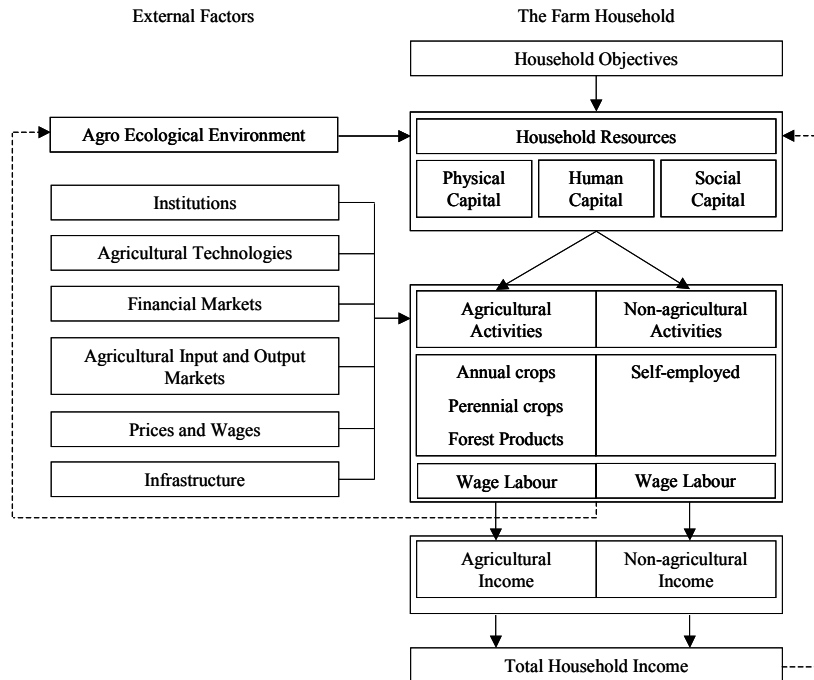 External Factors
The Farm Household
Household Objectives
Agro Ecological Environment
Household Resources
Physical
Capital
Human
Capital
Social
Capital
Institutions
Agricultural Technologies
Financial Markets
Agricultural Input and Output
Markets
Prices and Wages
Infrastructure
Agricultural
Activities
Non-agricultural
Activities
Annual crops
Perennial crops
Forest Products
Self-employed
Wage Labour
Wage Labour
Agricultural
Income
Non-agricultural
Income
Total Household Income